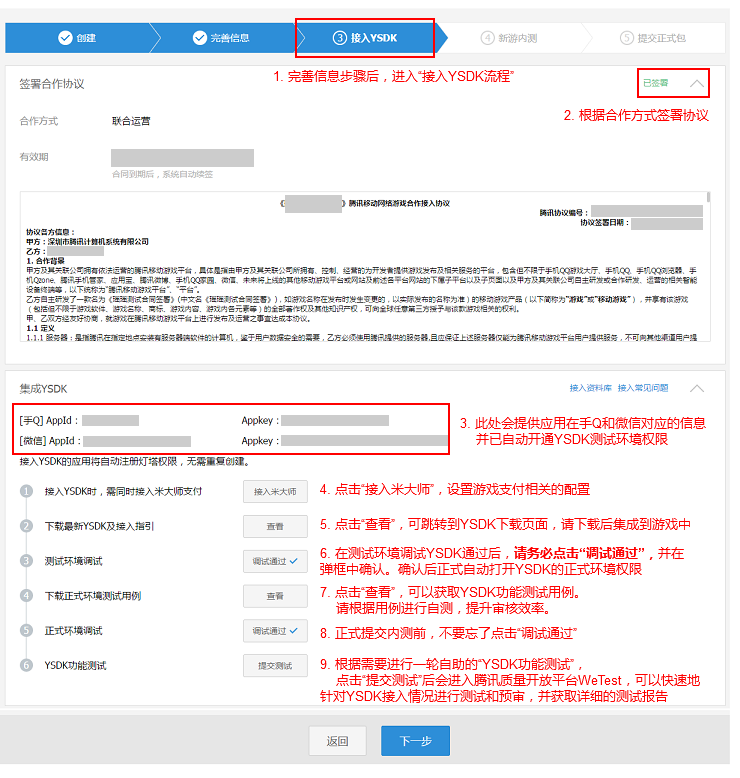 创建
完善信息
③ 接入YSDK
④ 新游内测
⑤ 提交正式包
1. 完善信息步骤后，进入“接入YSDK流程”
签署合作协议
已签署
2. 根据合作方式签署协议
合作方式 联合运营
有效期
合同到期后，系统自动续签
腾讯移动网络游戏合作接入协议
腾讯协议编号：
协议签署日期：
协议各方信息：
甲方：深圳市腾讯计算机系统有限公司
乙方：
1. 合作背景
甲方及其关联公司拥有依法运营的腾讯移动游戏平台，具体是指由甲方及其关联公司所拥有、控制、经营的为开发者提供游戏发布及相关服务的平台，包含但不限于手机QQ游戏大厅、手机QQ、手机QQ浏览器、手
机Qzone、腾讯手机管家、应用宝、腾讯微博、手机QQ家园、微信、未来将上线的其他移动游戏平台或网站及前述各平台网站的下属子平台以及子页面以及甲方及其关联公司自主研发或合作研发、运营的相关智能
设备终端等，以下统称为“腾讯移动游戏平台”、“平台”。
乙方自主研发了一款名为《瑶瑶测试合同签署》（中文名《瑶瑶测试合同签署》），如游戏名称在发布时发生变更的，以实际发布的名称为准）的移动游戏产品（以下简称为“游戏”或“移动游戏”），并享有该游戏
（包括但不限于游戏软件、游戏名称、商标、游戏内容、游戏内各元素等）的全部著作权及其他知识产权，可向全球任意第三方授予与该款游戏相关的权利。
甲、乙双方经友好协商，就游戏在腾讯移动游戏平台上进行发布及运营之事宜达成本协议。
1.1 定义
1.1.1 服务器：是指腾讯在指定地点安装有服务器端软件的计算机，鉴于用户数据安全的需要，乙方必须使用腾讯提供的服务器,且应保证上述服务器仅能为腾讯移动游戏平台用户提供服务，不可向其他渠道用户提
集成YSDK
接入资料库 接入常见问题
[手Q] AppId： Appkey：
[微信] AppId： Appkey：
3. 此处会提供应用在手Q和微信对应的信息
并已自动开通YSDK测试环境权限
接入YSDK的应用将自动注册灯塔权限，无需重复创建。
1 接入YSDK时，需同时接入米大师支付 接入米大师
4. 点击“接入米大师”，设置游戏支付相关的配置
2 下载最新YSDK及接入指引 查看
5. 点击“查看”，可跳转到YSDK下载页面，请下载后集成到游戏中
3 测试环境调试 调试通过
6. 在测试环境调试YSDK通过后，请务必点击“调试通过”，并在
弹框中确认。确认后正式自动打开YSDK的正式环境权限
4 下载正式环境测试用例 查看
7. 点击“查看”，可以获取YSDK功能测试用例。
请根据用例进行自测，提升审核效率。
5 正式环境调试 调试通过
8. 正式提交内测前，不要忘了点击“调试通过”
6 YSDK功能测试 提交测试
9. 根据需要进行一轮自助的“YSDK功能测试”，
点击“提交测试”后会进入腾讯质量开放平台WeTest，可以快速地
针对YSDK接入情况进行测试和预审，并获取详细的测试报告
返回
下一步